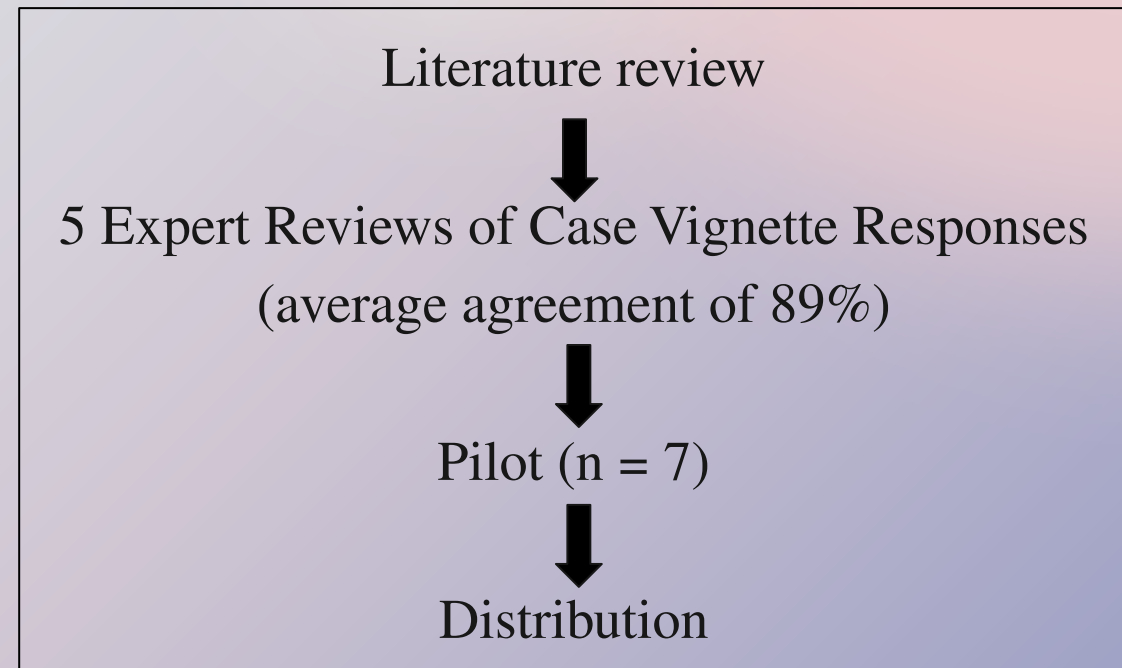 Literature review
5 Expert Reviews of Case Vignette Responses
(average agreement of 89%)
Pilot (n = 7)
Distribution